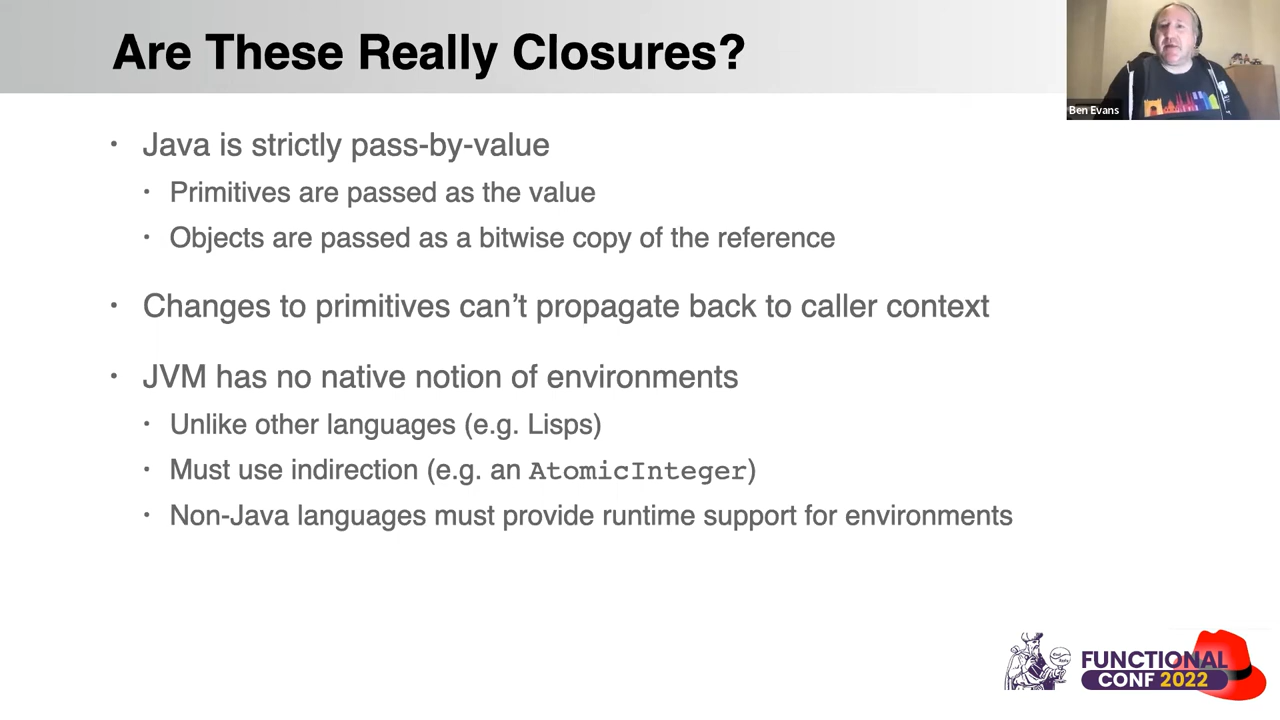 Are These Really Closures?
Ben Evans
• Java is strictly pass-by-value
• Primitives are passed as the value
• Objects are passed as a bitwise copy of the reference
• Changes to primitives can’t propagate back to caller context
• JVM has no native notion of environments
• Unlike other languages (e.g. Lisps)
• Must use indirection (e.g. an AtomicInteger)
• Non-Java languages must provide runtime support for environments
FUNCTIONAL
CONF 2022